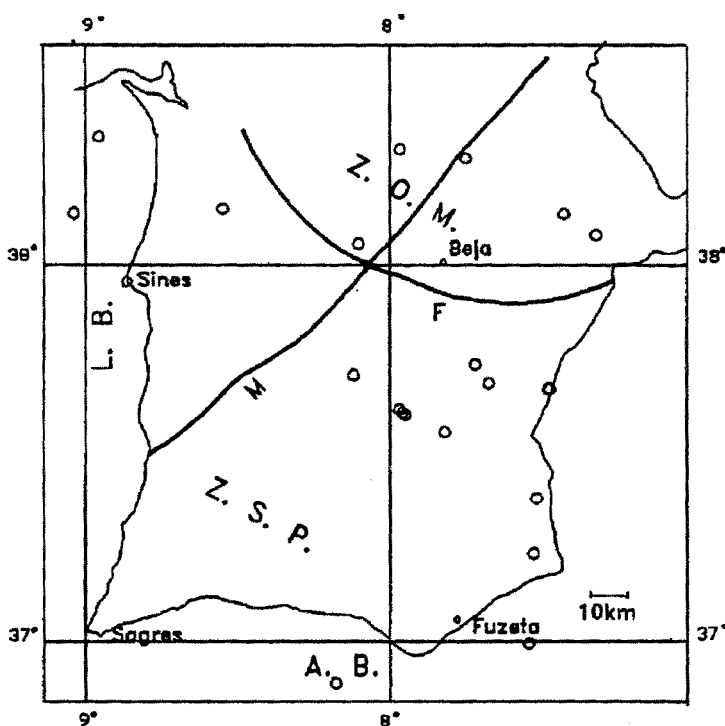 9° 8°
Z. O. M.
Beja
38° 38°
Sines
F
L. B.
M
Z. S. P.
10km
Fuzeta
Sagres
37° 37°
A. B.
9° 8°